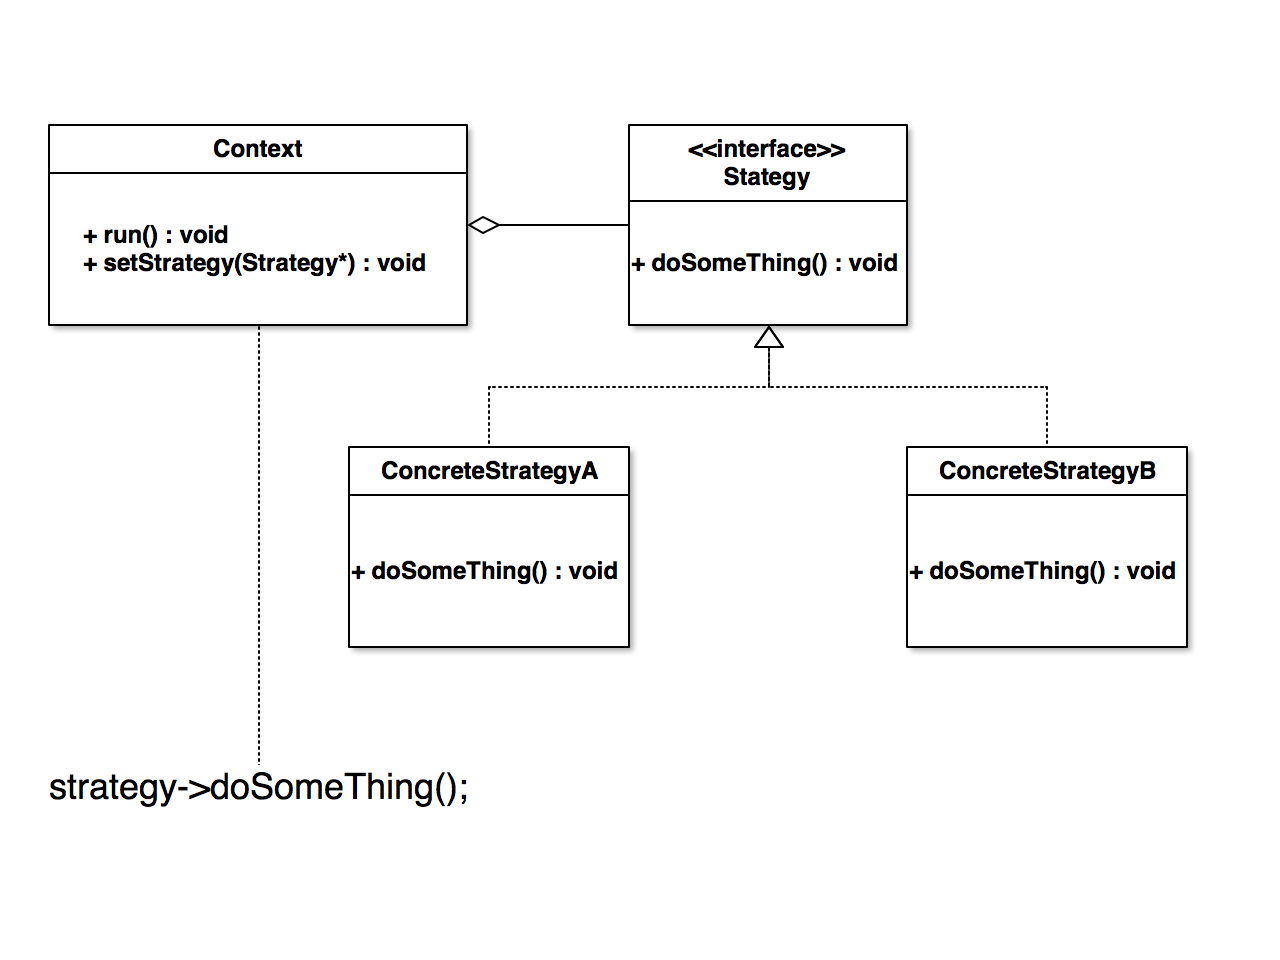 Context
+ run() : void
+ setStrategy(Strategy*) : void
<<interface>>
Stategy
+ doSomeThing() : void
ConcreteStrategyA
+ doSomeThing() : void
ConcreteStrategyB
+ doSomeThing() : void
strategy->doSomeThing();